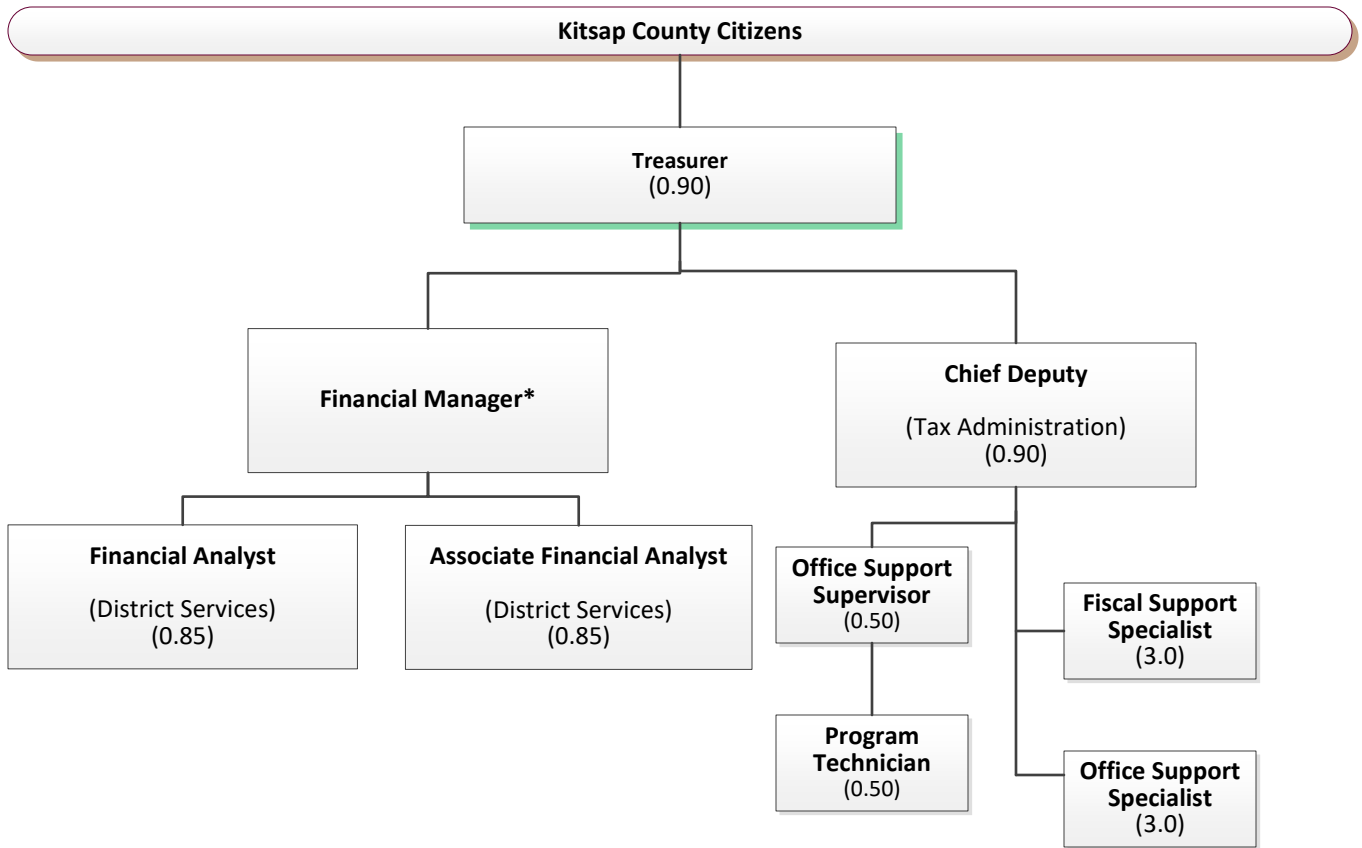 Kitsap County Citizens
Treasurer
(0.90)
Financial Manager*
Chief Deputy
(Tax Administration)
(0.90)
Financial Analyst
(District Services)
(0.85)
Associate Financial Analyst
(District Services)
(0.85)
Office Support
Supervisor
(0.50)
Fiscal Support
Specialist
(3.0)
Program
Technician
(0.50)
Office Support
Specialist
(3.0)